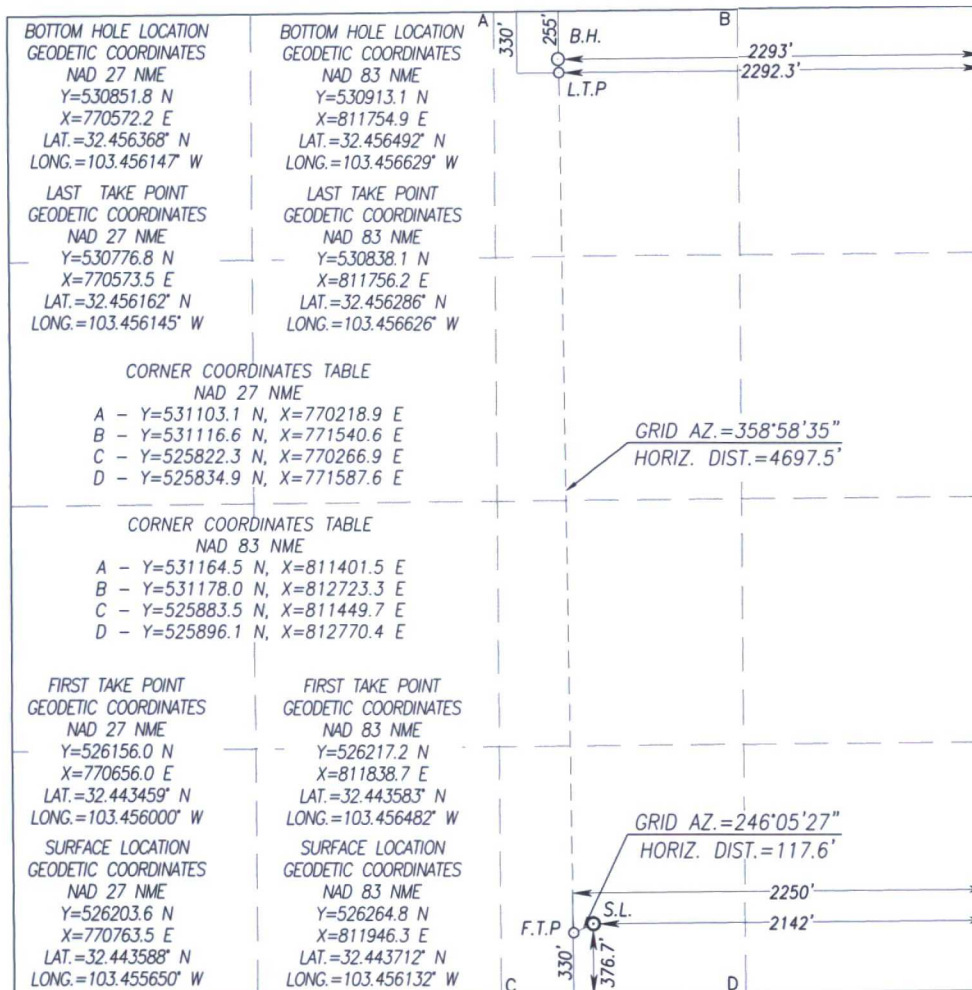 BOTTOM HOLE LOCATION
GEODETIC COORDINATES
NAD 27 NME
Y=530851.8 N
X=770572.2 E
LAT.=32.456368° N
LONG.=103.456147° W
LAST TAKE POINT
GEODETIC COORDINATES
NAD 27 NME
Y=530776.8 N
X=770573.5 E
LAT.=32.456162° N
LONG.=103.456145° W
BOTTOM HOLE LOCATION
GEODETIC COORDINATES
NAD 83 NME
Y=530913.1 N
X=811754.9 E
LAT.=32.456492° N
LONG.=103.456629° W
LAST TAKE POINT
GEODETIC COORDINATES
NAD 83 NME
Y=530838.1 N
X=811756.2 E
LAT.=32.456286° N
LONG.=103.456626° W
CORNER COORDINATES TABLE
NAD 27 NME
A - Y=531103.1 N, X=770218.9 E
B - Y=531116.6 N, X=771540.6 E
C - Y=525822.3 N, X=770266.9 E
D - Y=525834.9 N, X=771587.6 E
CORNER COORDINATES TABLE
NAD 83 NME
A - Y=531164.5 N, X=811401.5 E
B - Y=531178.0 N, X=812723.3 E
C - Y=525883.5 N, X=811449.7 E
D - Y=525896.1 N, X=812770.4 E
FIRST TAKE POINT
GEODETIC COORDINATES
NAD 27 NME
Y=526156.0 N
X=770656.0 E
LAT.=32.443459° N
LONG.=103.456000° W
SURFACE LOCATION
GEODETIC COORDINATES
NAD 27 NME
Y=526203.6 N
X=770763.5 E
LAT.=32.443588° N
LONG.=103.455650° W
FIRST TAKE POINT
GEODETIC COORDINATES
NAD 83 NME
Y=526217.2 N
X=811838.7 E
LAT.=32.443583° N
LONG.=103.456482° W
SURFACE LOCATION
GEODETIC COORDINATES
NAD 83 NME
Y=526264.8 N
X=811946.3 E
LAT.=32.443712° N
LONG.=103.456132° W
A
B
330'
255'
B.H.
2293'
2292.3'
L.T.P
GRID AZ.=358°58'35"
HORIZ. DIST.=4697.5'
GRID AZ.=246°05'27"
HORIZ. DIST.=117.6'
2250'
S.L.
2142'
F.T.P
330'
376.7'
C
D